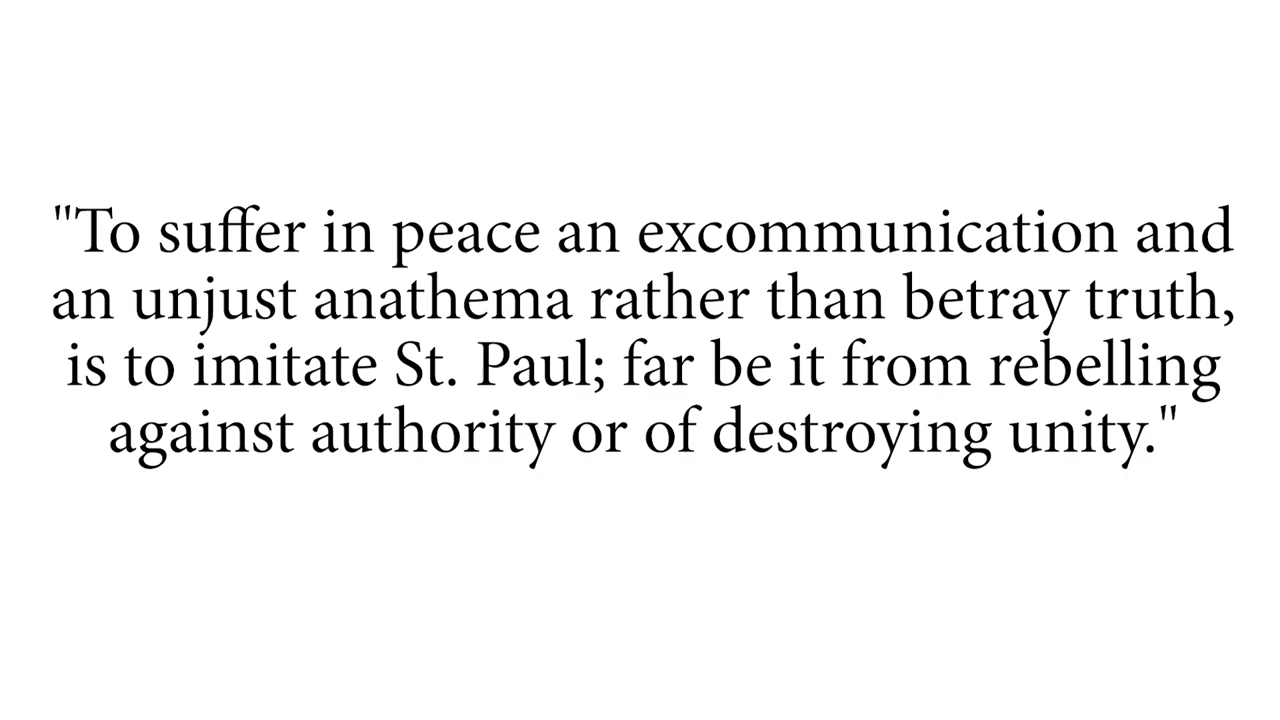 "To suffer in peace an excommunication and
an unjust anathema rather than betray truth,
is to imitate St. Paul; far be it from rebelling
against authority or of destroying unity."